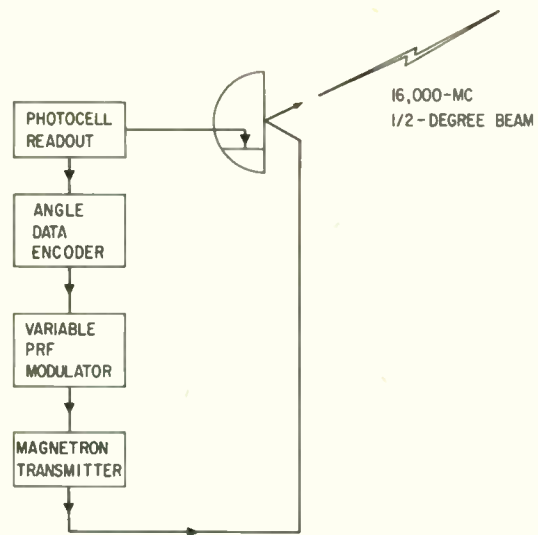 PHOTOCELL
READOUT
ANGLE
DATA
ENCODER
VARIABLE
PRF
MODULATOR
MAGNETRON
TRANSMITTER
16,000-MC
1/2-DEGREE BEAM